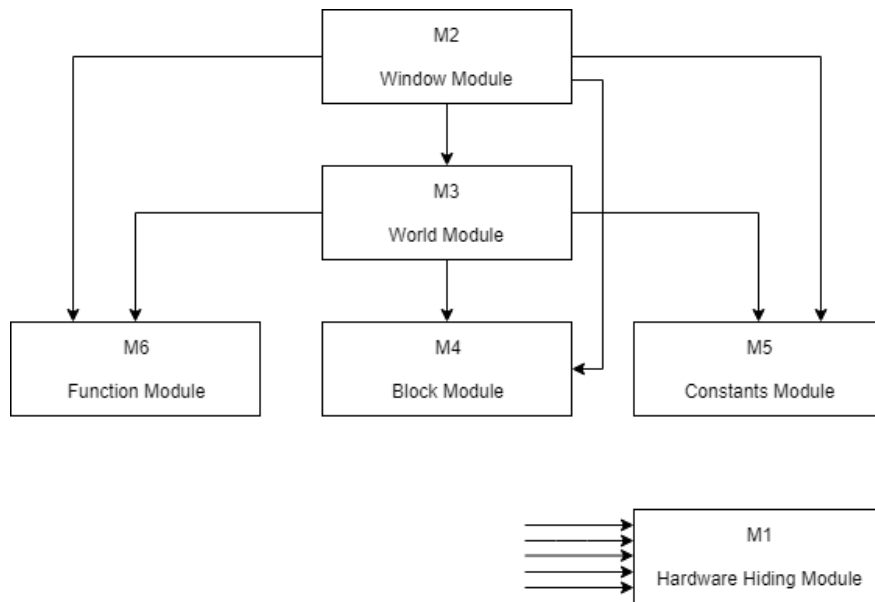 M2
Window Module
M3
World Module
M6
Function Module
M4
Block Module
M5
Constants Module
M1
Hardware Hiding Module